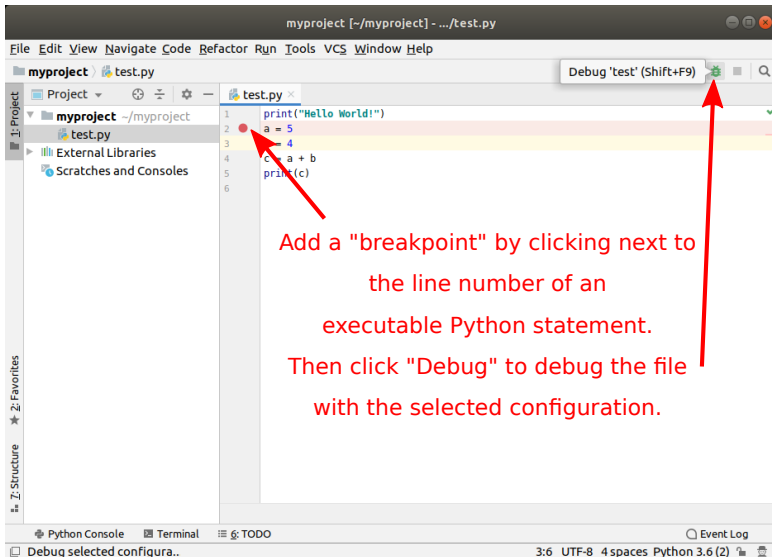 myproject [~/myproject] - .../test.py
File Edit View Navigate Code Refactor Run Tools VCS Window Help
myproject test.py
Debug 'test' (Shift+F9)
1: Project
Project
test.py
myproject ~/myproject
test.py
External Libraries
Scratches and Consoles
1 print("Hello World!")
2 a = 5
3 = 4
4 c = a + b
5 print(c)
6
Add a "breakpoint" by clicking next to
the line number of an
executable Python statement.
Then click "Debug" to debug the file
with the selected configuration.
2: Favorites
7: Structure
Python Console Terminal 6: TODO Event Log
Debug selected configura.. 3:6 UTF-8 4 spaces Python 3.6 (2)